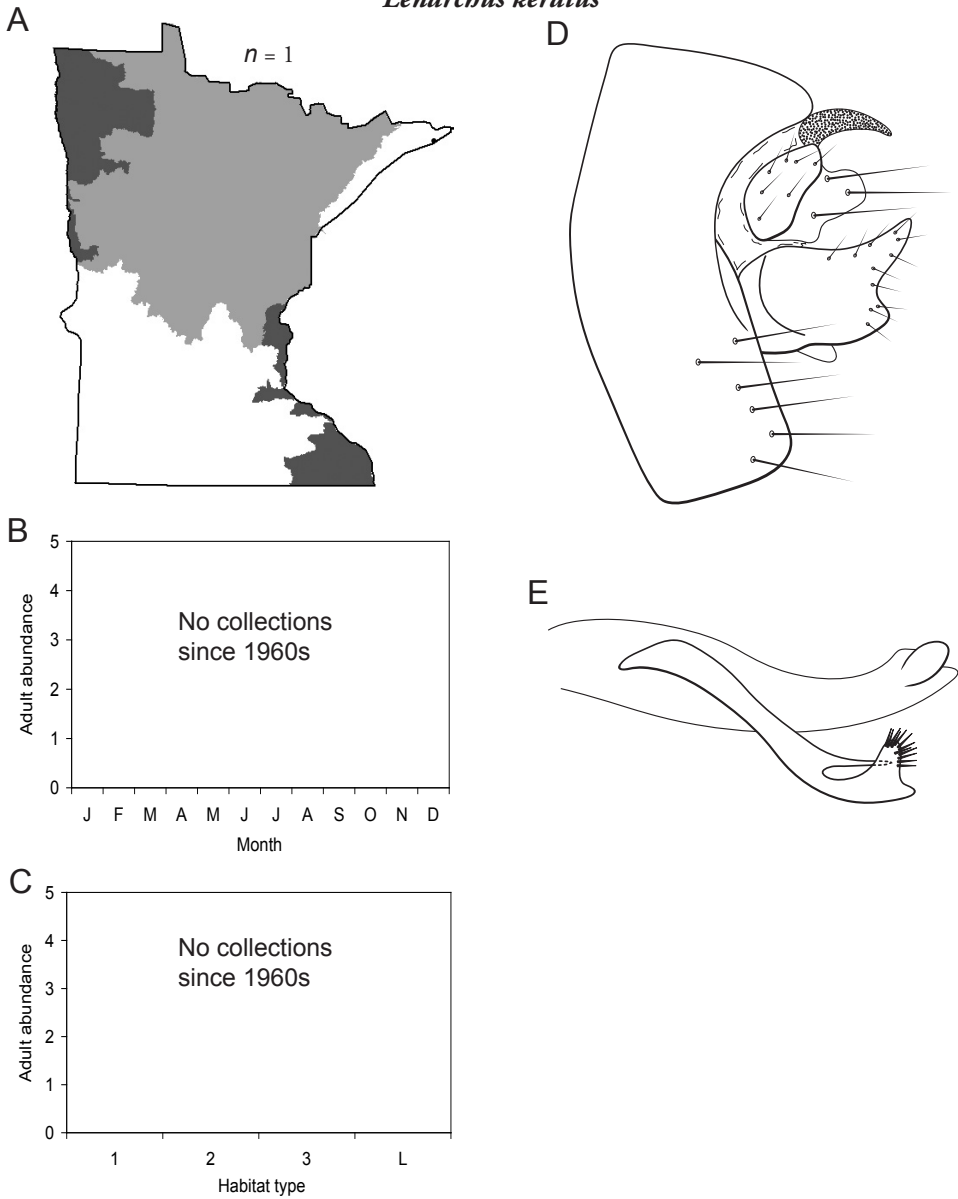 Lenarchus keratus
A
n = 1
D
B
5
4
3
2
1
0
Adult abundance
No collections
since 1960s
J F M A M J J A S O N D
Month
E
C
5
4
3
2
1
0
Adult abundance
No collections
since 1960s
1 2 3 L
Habitat type